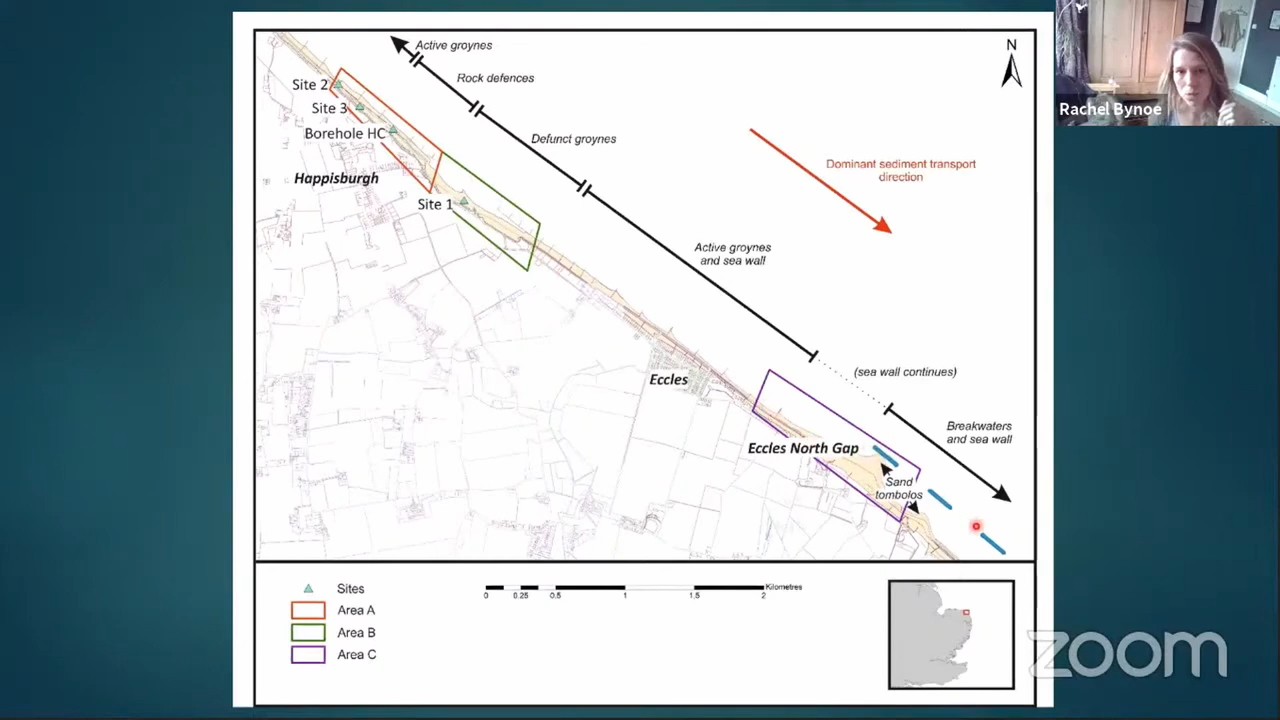 Active groynes
Rock defences
Defunct groynes
Active groynes
and sea wall
(sea wall continues)
Breakwaters
and sea wall
N
Dominant sediment transport
direction
Site 2
Site 3
Borehole HC
Happisburgh
Site 1
Eccles
Eccles North Gap
Sand
tombolos
Sites
Area A
Area B
Area C
Kilometres
0 0.25 0.5 1 1.5 2
Rachel Bynoe
zoom